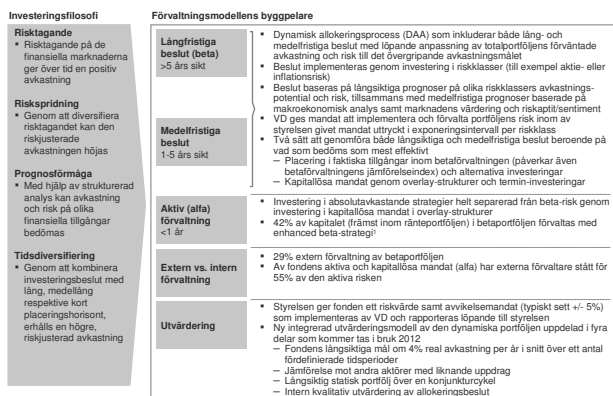 Investeringsfilosofi
Risktagande
• Risktagande på de
finansiella marknaderna
ger över tid en positiv
avkastning
Riskspridning
• Genom att diversifiera
risktagandet kan den
riskjusterade
avkastningen höjas
Prognosförmåga
• Med hjälp av strukturerad
analys kan avkastning
och risk på olika
finansiella tillgångar
bedömas
Tidsdiversifiering
• Genom att kombinera
investeringsbeslut med
lång, medellång
respektive kort
placeringshorisont,
erhålls en högre,
riskjusterad avkastning
Förvaltningsmodellens byggpelare
Långfristiga
beslut (beta)
>5 års sikt
Medelfristiga
beslut
1-5 års sikt
• Dynamisk allokeringsprocess (DAA) som inkluderar både lång- och
medelfristiga beslut med löpande anpassning av totalportföljens förväntade
avkastning och risk till det övergripande avkastningsmålet
• Beslut implementeras genom investering i riskklasser (till exempel aktie- eller
inflationsrisk)
• Beslut baseras på långsiktiga prognoser på olika riskklassers avkastnings-
potential och risk, tillsammans med medelfristiga prognoser baserade på
makroekonomisk analys samt marknadens värdering och riskaptit/sentiment
• VD ges mandat att implementera och förvalta portföljens risk inom av
styrelsen givet mandat uttryckt i exponeringsintervall per riskklass
• Två sätt att genomföra både långsiktiga och medelfristiga beslut beroende på
vad som bedöms som mest effektivt
– Placering i faktiska tillgångar inom betaförvaltningen (påverkar även
betaförvaltningens jämförelseindex) och alternativa investeringar
– Kapitallösa mandat genom overlay-strukturer och termin-investeringar
Aktiv (alfa)
förvaltning
<1 år
• Investering i absolutavkastande strategier helt separerad från beta-risk genom
investering i kapitallösa mandat i overlay-strukturer
• 42% av kapitalet (främst inom ränteportföljen) i betaportföljen förvaltas med
enhanced beta-strategi¹
Extern vs. intern
förvaltning
• 29% extern förvaltning av betaportföljen
• Av fondens aktiva och kapitallösa mandat (alfa) har externa förvaltare stått för
55% av den aktiva risken
Utvärdering
• Styrelsen ger fonden ett riskvärde samt avvikelsemandat (typiskt sett +/- 5%)
som implementeras av VD och rapporteras löpande till styrelsen
• Ny integrerad utvärderingsmodell av den dynamiska portföljen uppdelad i fyra
delar som kommer tas i bruk 2012
– Fondens långsiktiga mål om 4% real avkastning per år i snitt över ett antal
fördefinierade tidsperioder
– Jämförelse mot andra aktörer med liknande uppdrag
– Långsiktig statisk portfölj över en konjunkturcykel
– Intern kvalitativ utvärdering av allokeringsbeslut